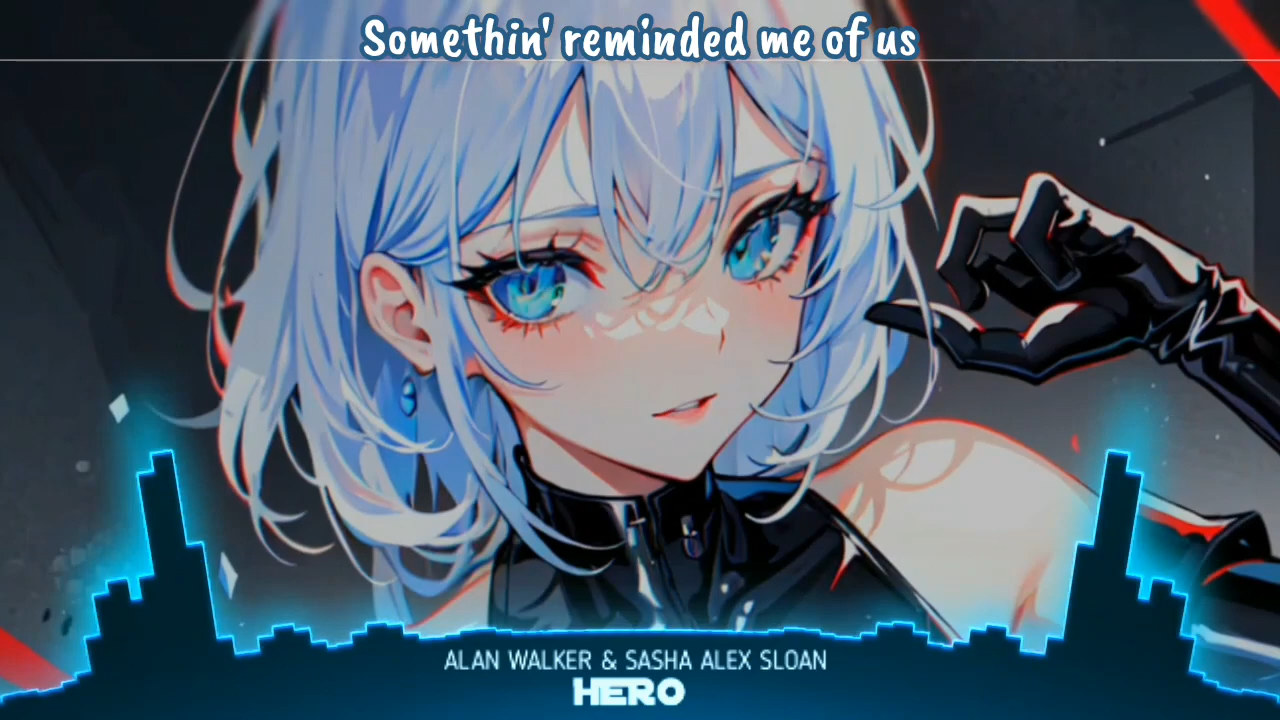 Somethin' reminded me of us
ALAN WALKER & SASHA ALEX SLOAN
HERO